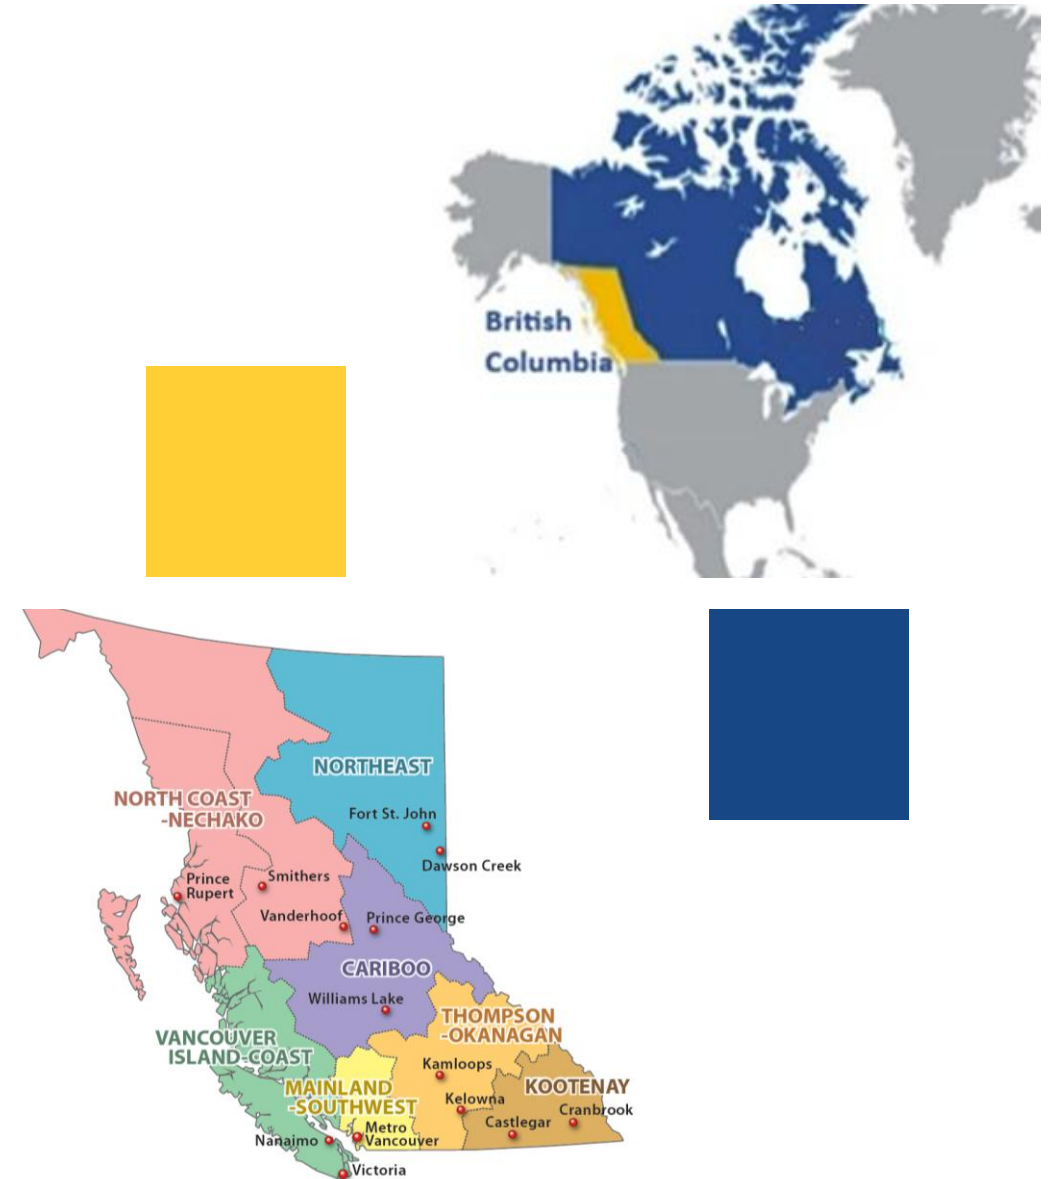 British
Columbia
NORTHEAST
NORTH COAST
-NECHAKO
Fort St. John
Dawson Creek
Smithers
Prince
Rupert
Vanderhoof
Prince George
CARIBOO
Williams Lake
THOMPSON
-OKANAGAN
VANCOUVER
ISLAND-COAST
Kamloops
MAINLAND
-SOUTHWEST
KOOTENAY
Kelowna
Cranbrook
Castlegar
Metro
Vancouver
Nanaimo
Victoria